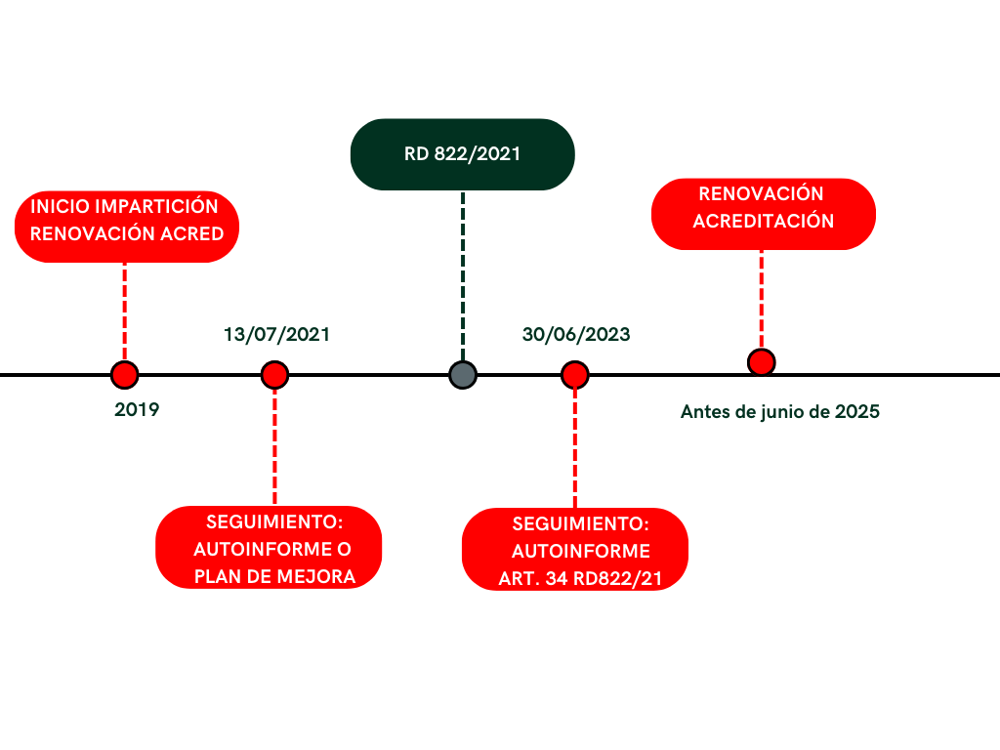 RD 822/2021
INICIO IMPARTICIÓN
RENOVACIÓN ACRED
RENOVACIÓN
ACREDITACIÓN
13/07/2021
30/06/2023
2019
Antes de junio de 2025
SEGUIMIENTO:
AUTOINFORME O
PLAN DE MEJORA
SEGUIMIENTO:
AUTOINFORME
ART. 34 RD822/21